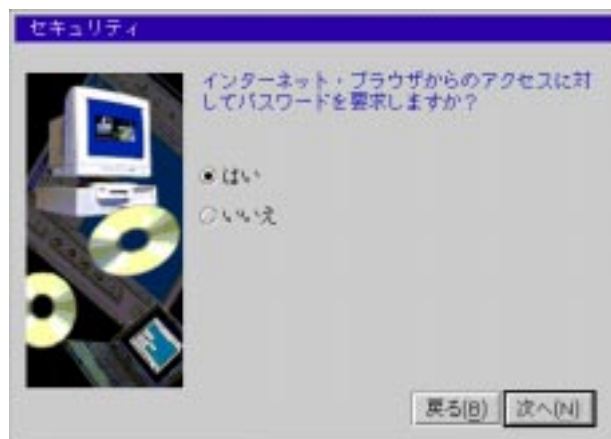 セキュリティ
インターネット・ブラウザからのアクセスに対
してパスワードを要求しますか？
はい
いいえ
戻る(B)
次へ(N)